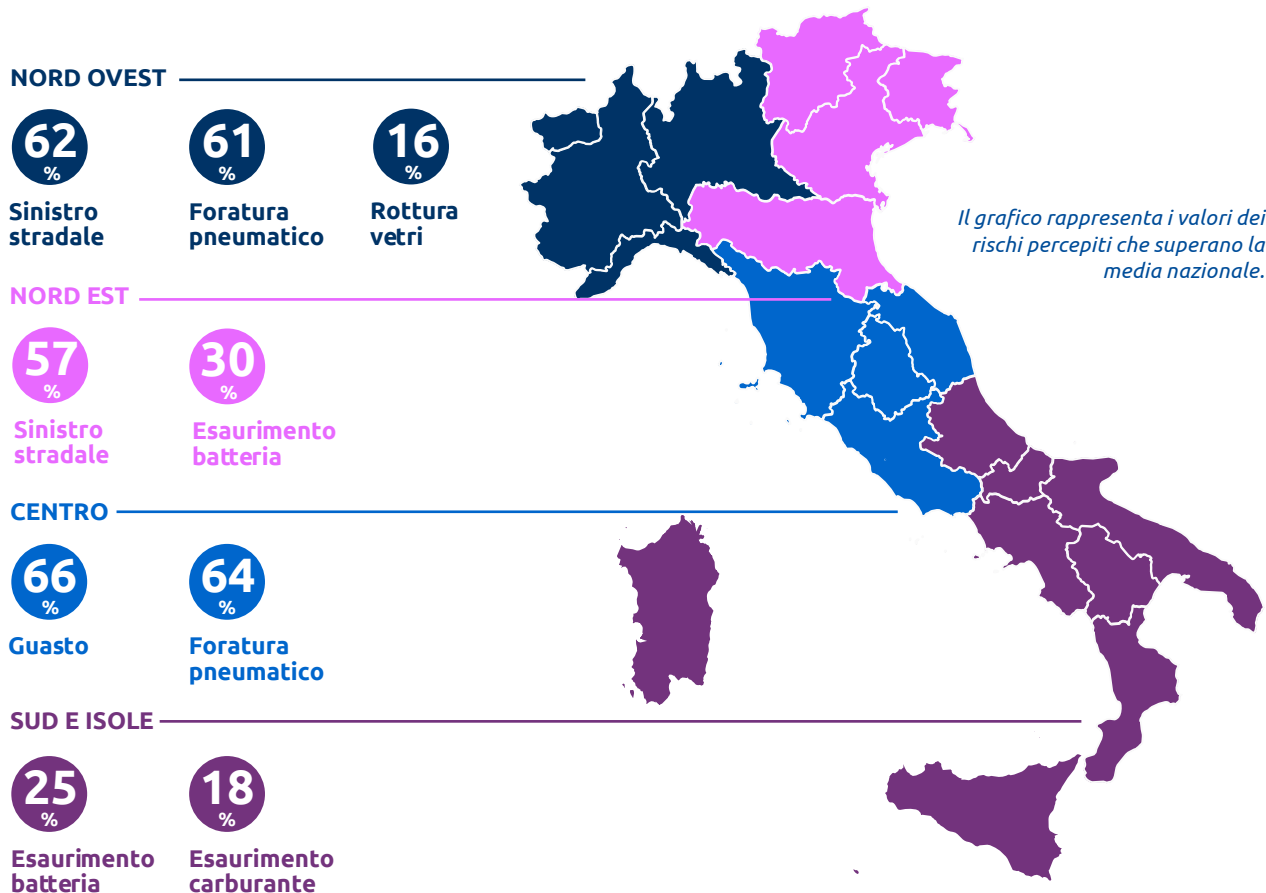 NORD OVEST
62
%
61
%
16
%
Sinistro
stradale
Foratura
pneumatico
Rottura
vetri
Il grafico rappresenta i valori dei
rischi percepiti che superano la
media nazionale.
NORD EST
57
%
30
%
Sinistro
stradale
Esaurimento
batteria
CENTRO
66
%
64
%
Guasto
Foratura
pneumatico
SUD E ISOLE
25
%
18
%
Esaurimento
batteria
Esaurimento
carburante